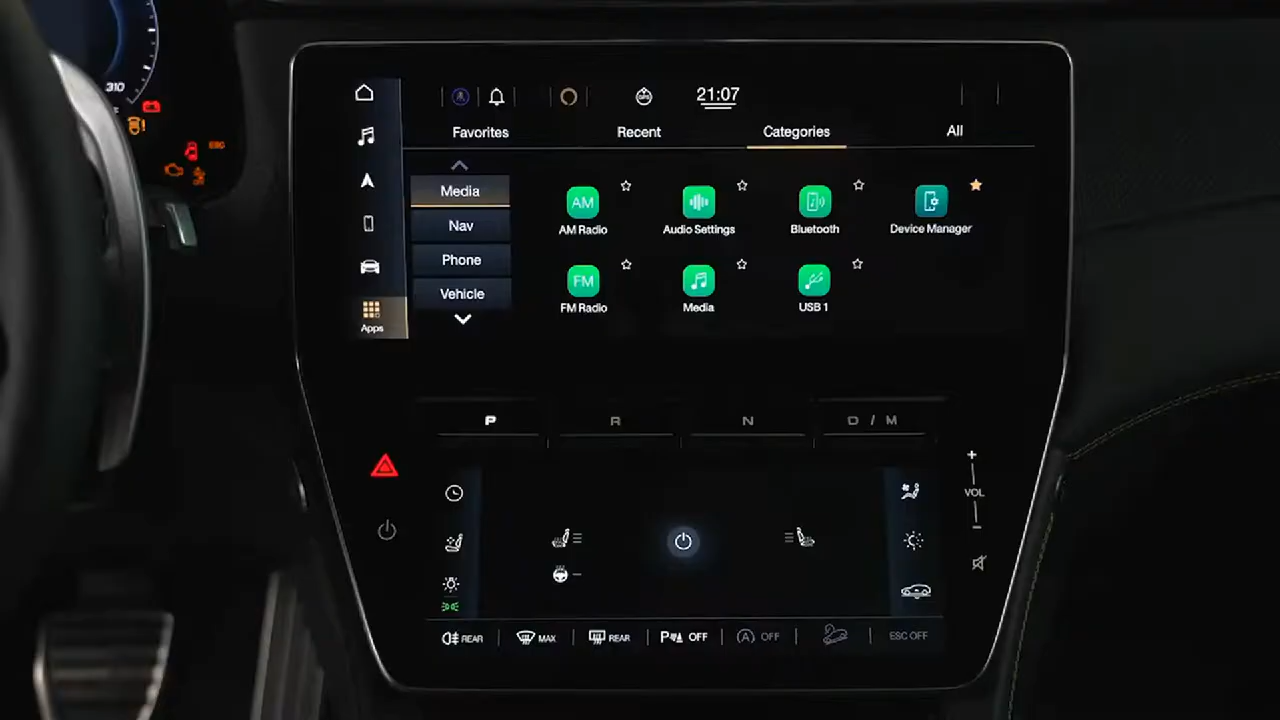 310
ESC
GPS
21:07
Favorites Recent Categories All
Media
Nav
Phone
Vehicle
Apps
AM
AM Radio Audio Settings Bluetooth Device Manager
FM
FM Radio Media USB 1
P R N D / M
+
VOL
-
REAR MAX REAR P OFF A OFF ESC OFF